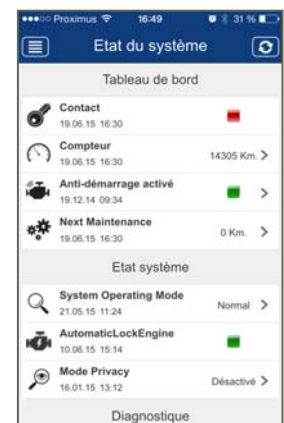 Proximus 16:49 31 %
Etat du système
Tableau de bord
Contact
19.06.15 16:30
Compteur
19.06.15 16:30
14305 Km.
Anti-démarrage activé
19.12.14 09:34
Next Maintenance
19.06.15 16:30
0 Km.
Etat système
System Operating Mode
21.05.15 11:24
Normal
AutomaticLockEngine
10.06.15 15:14
Mode Privacy
16.01.15 13:12
Désactivé
Diagnostique